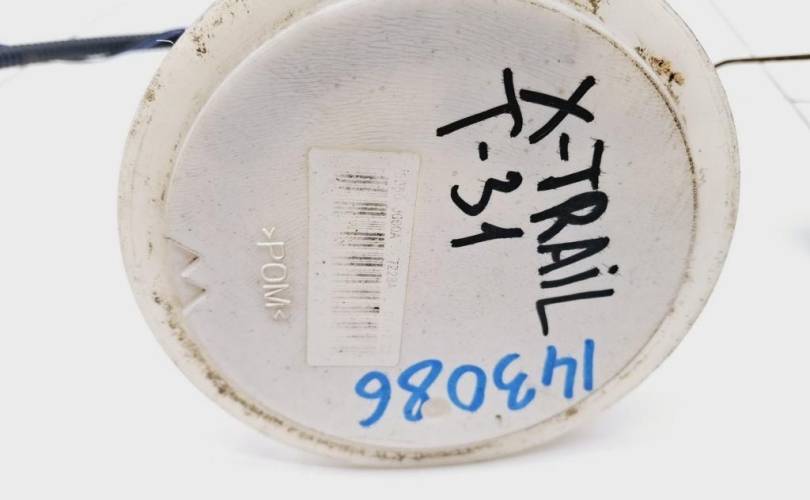 X-TRAiL
T-31
143086
>POM<